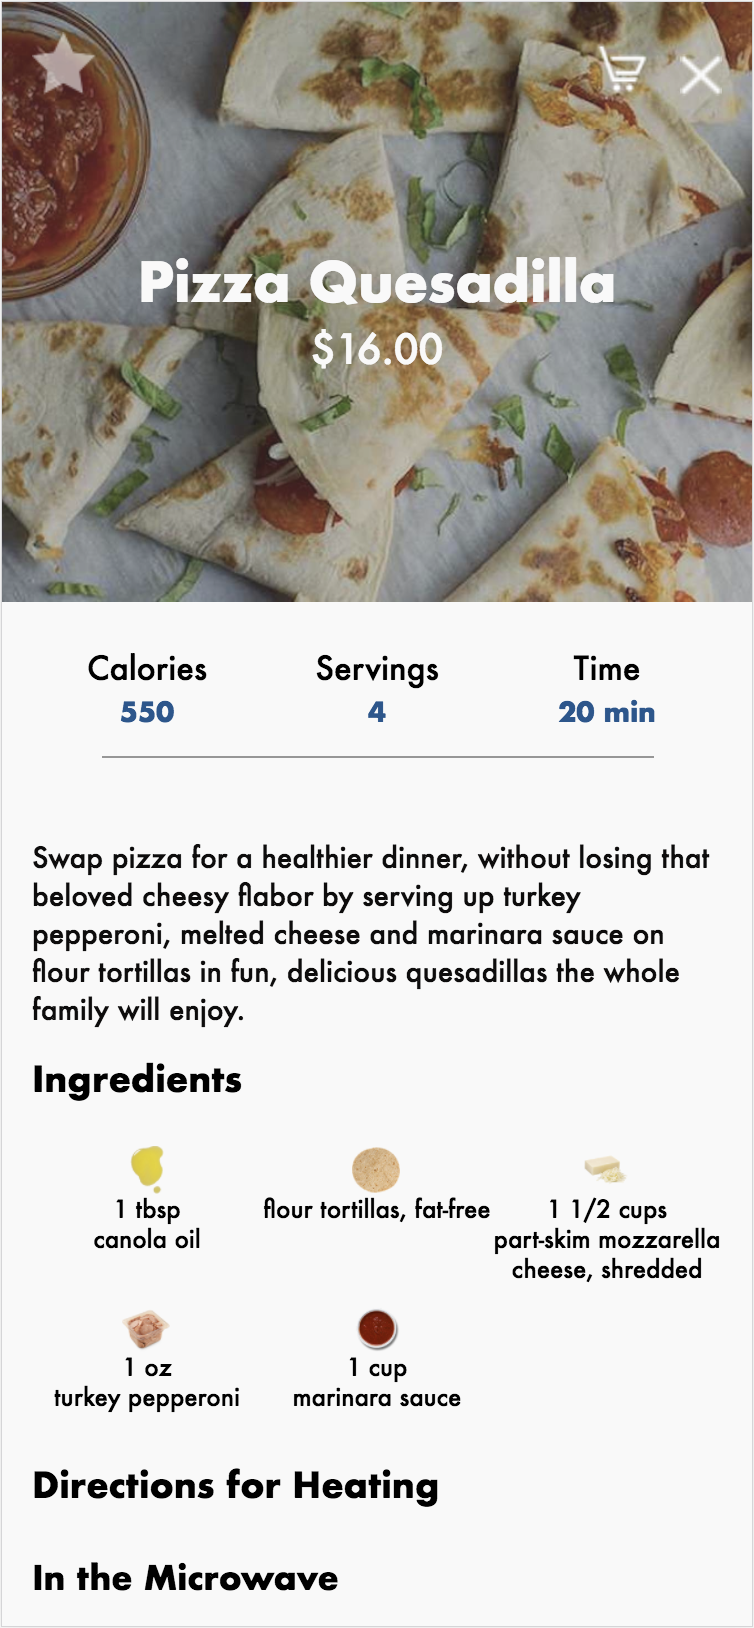 Pizza Quesadilla
$16.00
Calories
550
Servings
4
Time
20 min
Swap pizza for a healthier dinner, without losing that
beloved cheesy flabor by serving up turkey
pepperoni, melted cheese and marinara sauce on
flour tortillas in fun, delicious quesadillas the whole
family will enjoy.
Ingredients
1 tbsp
canola oil
flour tortillas, fat-free
1 1/2 cups
part-skim mozzarella
cheese, shredded
1 oz
turkey pepperoni
1 cup
marinara sauce
Directions for Heating
In the Microwave